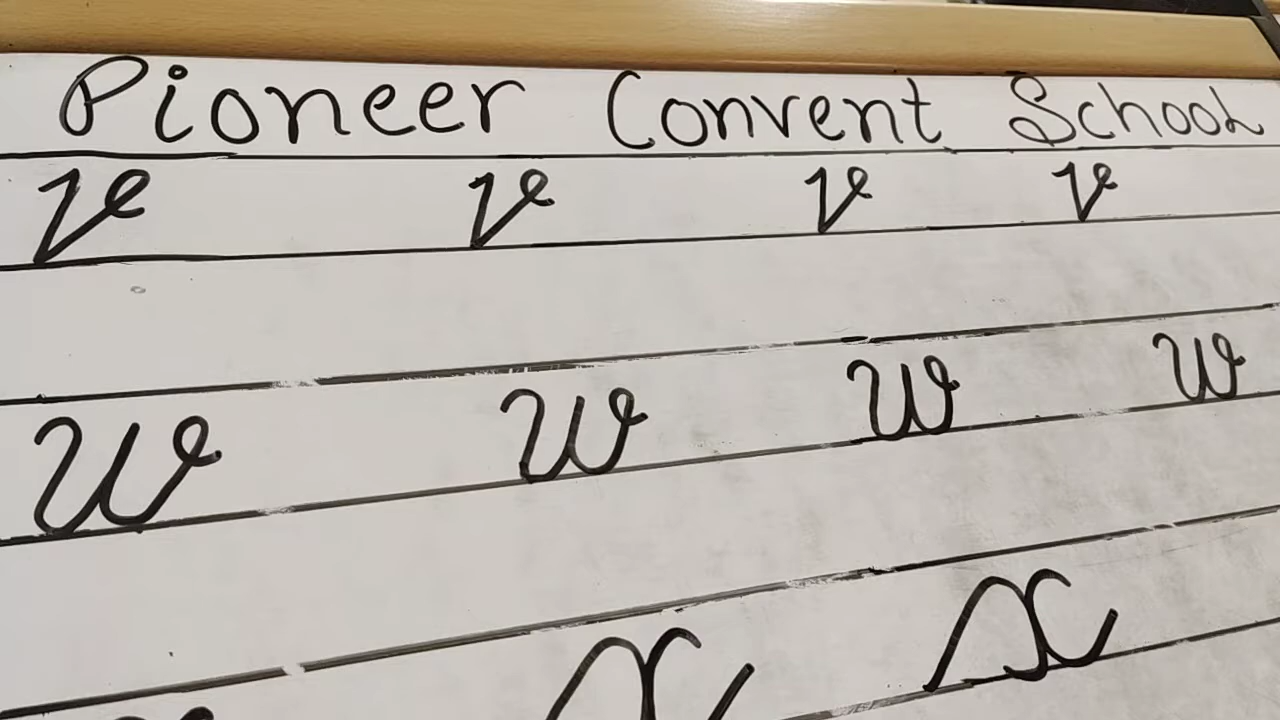 Pioneer Convent School
v v v v
w w w w
x x